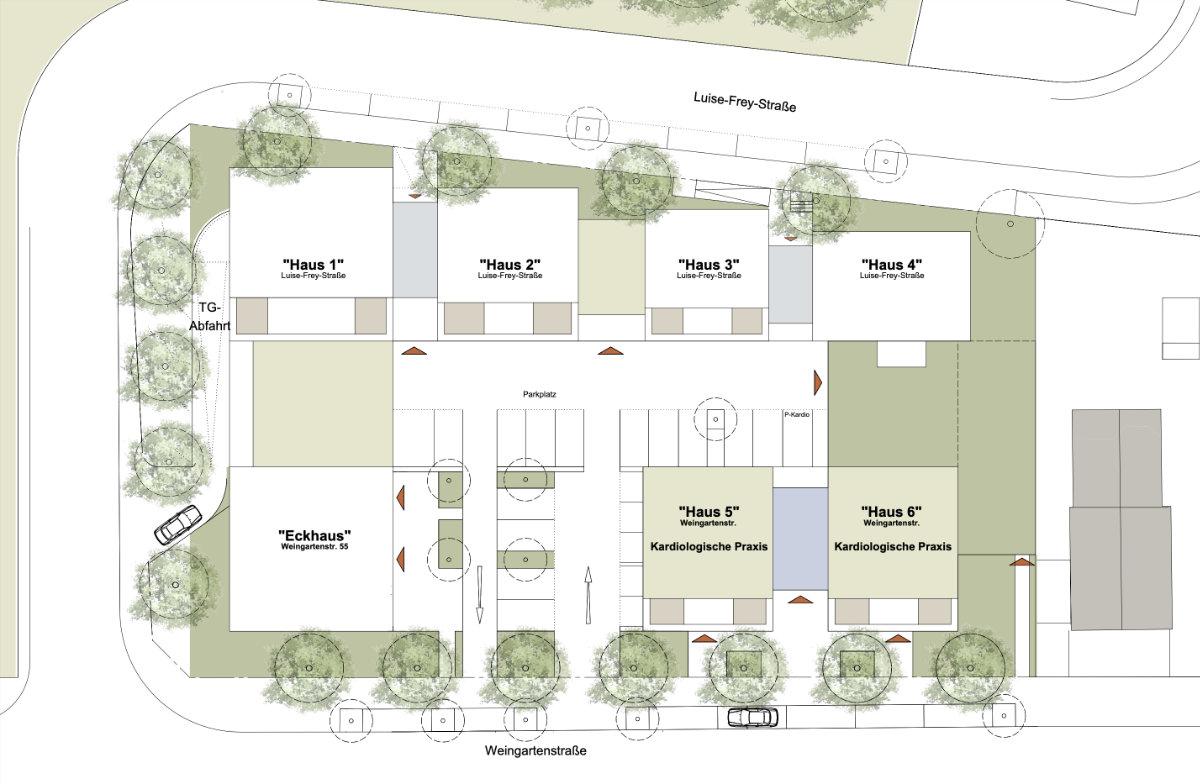 Luise-Frey-Straße
"Haus 1"
Luise-Frey-Straße
"Haus 2"
Luise-Frey-Straße
"Haus 3"
Luise-Frey-Straße
"Haus 4"
Luise-Frey-Straße
TG-
Abfahrt
Parkplatz
P-Kardio
"Eckhaus"
Weingartenstr. 55
"Haus 5"
Weingartenstr.
Kardiologische Praxis
"Haus 6"
Weingartenstr.
Kardiologische Praxis
Weingartenstraße